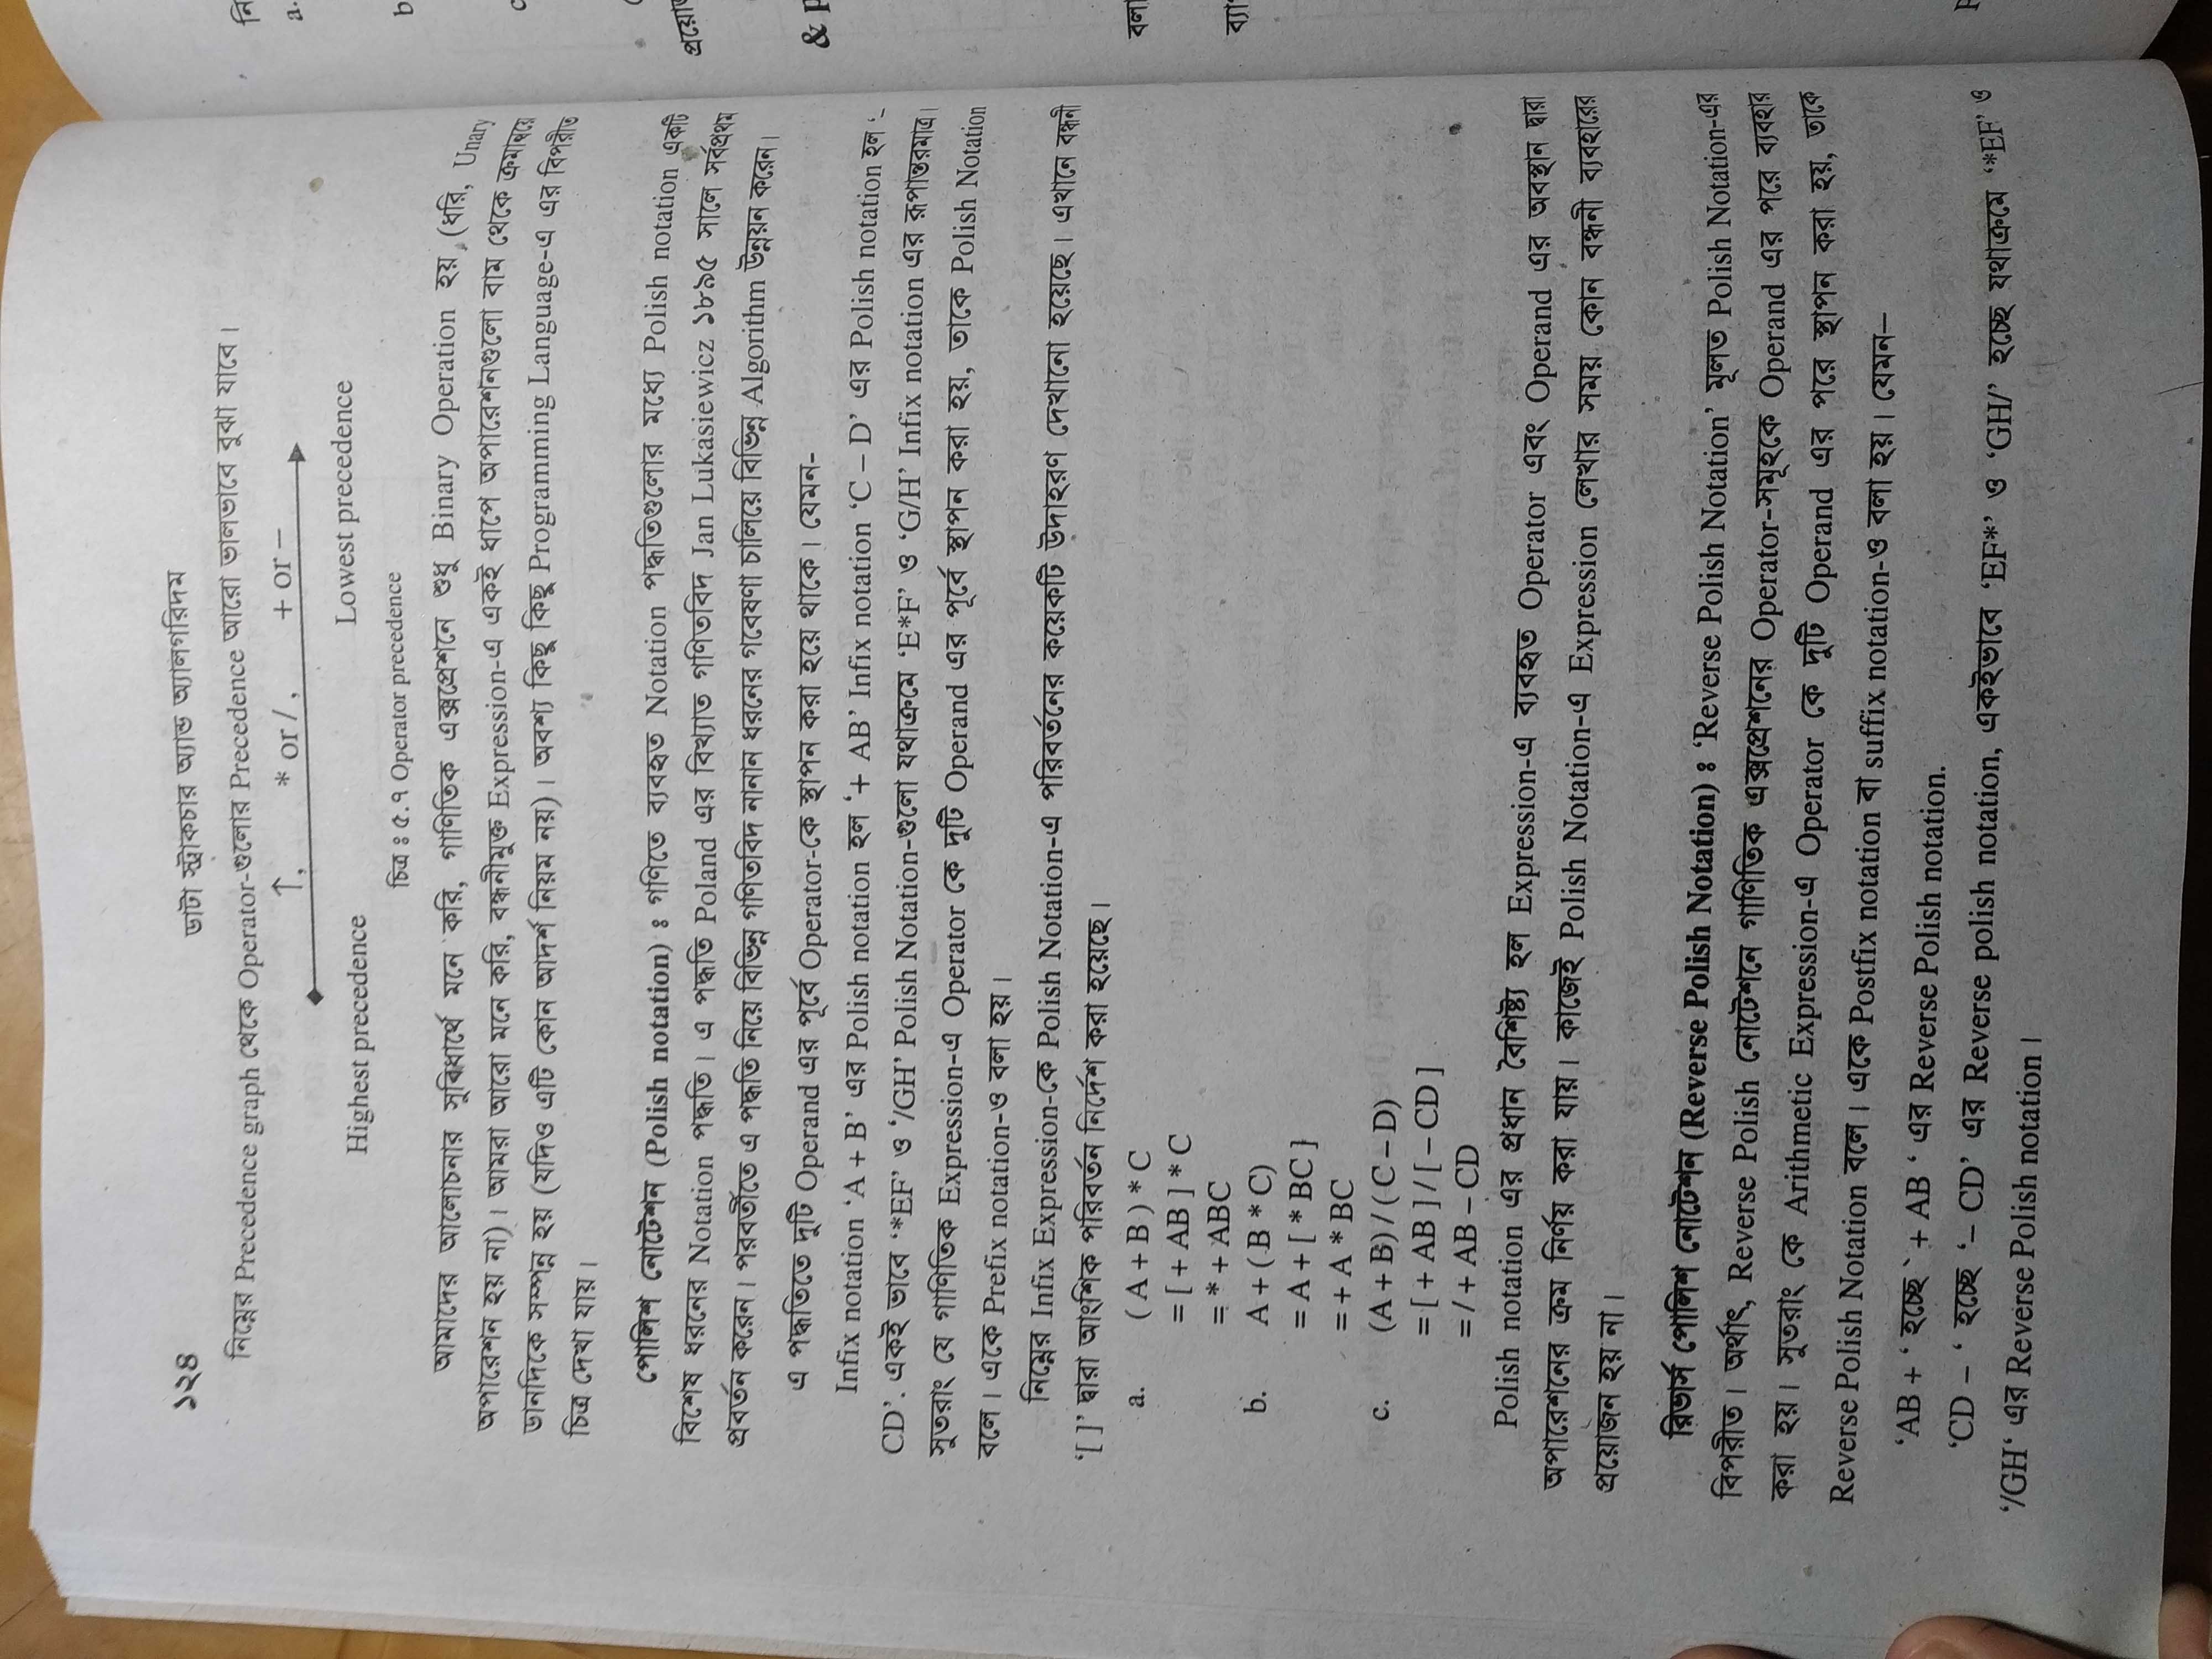 ১২৪
ডাটা স্ট্রাকচার অ্যান্ড অ্যালগরিদম
নিম্নের Precedence graph থেকে Operator-গুলোর Precedence আরো ভালভাবে বুঝা যাবে।
↑, * or /, + or –
Highest precedence Lowest precedence
চিত্র ঃ ৫.৭ Operator precedence
আমাদের আলোচনার সুবিধার্থে মনে করি, গাণিতিক এক্সপ্রেশনে শুধু Binary Operation হয় (ধরি, Unary
অপারেশন হয় না)। আমরা আরো মনে করি, বন্ধনীমুক্ত Expression-এ একই ধাপে অপারেশনগুলো বাম থেকে ক্রমান্বয়ে
ডানদিকে সম্পন্ন হয় (যদিও এটি কোন আদর্শ নিয়ম নয়)। অবশ্য কিছু কিছু Programming Language-এ এর বিপরীত
চিত্র দেখা যায়।
পোলিশ নোটেশন (Polish notation) ঃ গণিতে ব্যবহৃত Notation পদ্ধতিগুলোর মধ্যে Polish notation একটি
বিশেষ ধরনের Notation পদ্ধতি। এ পদ্ধতি Poland এর বিখ্যাত গণিতবিদ Jan Lukasiewicz ১৮৯৫ সালে সর্বপ্রথম
প্রবর্তন করেন। পরবর্তীতে এ পদ্ধতি নিয়ে বিভিন্ন গণিতবিদ নানান ধরনের গবেষণা চালিয়ে বিভিন্ন Algorithm উন্নয়ন করেন।
এ পদ্ধতিতে দুটি Operand এর পূর্বে Operator-কে স্থাপন করা হয়ে থাকে। যেমন-
Infix notation ‘A + B’ এর Polish notation হল ‘+ AB’ Infix notation ‘C – D’ এর Polish notation হল ‘–
CD’. একই ভাবে ‘*EF’ ও ‘/GH’ Polish Notation-গুলো যথাক্রমে ‘E*F’ ও ‘G/H’ Infix notation এর রূপান্তরমাত্র।
সুতরাং যে গাণিতিক Expression-এ Operator কে দুটি Operand এর পূর্বে স্থাপন করা হয়, তাকে Polish Notation
বলে। একে Prefix notation-ও বলা হয়।
নিম্নের Infix Expression-কে Polish Notation-এ পরিবর্তনের কয়েকটি উদাহরণ দেখানো হয়েছে। এখানে বন্ধনী
‘[ ]’ দ্বারা আংশিক পরিবর্তন নির্দেশ করা হয়েছে।
a. ( A + B ) * C
= [ + AB ] * C
= * + ABC
b. A + ( B * C)
= A + [ * BC ]
= + A * BC
c. (A + B) / ( C – D)
= [ + AB ] / [ – CD ]
= / + AB – CD
Polish notation এর প্রধান বৈশিষ্ট্য হল Expression-এ ব্যবহৃত Operator এবং Operand এর অবস্থান দ্বারা
অপারেশনের ক্রম নির্ণয় করা যায়। কাজেই Polish Notation-এ Expression লেখার সময় কোন বন্ধনী ব্যবহারের
প্রয়োজন হয় না।
রিভার্স পোলিশ নোটেশন (Reverse Polish Notation) ঃ ‘Reverse Polish Notation’ মূলত Polish Notation-এর
বিপরীত। অর্থাৎ, Reverse Polish নোটেশনে গাণিতিক এক্সপ্রেশনের Operator-সমূহকে Operand এর পরে ব্যবহার
করা হয়। সুতরাং কে Arithmetic Expression-এ Operator কে দুটি Operand এর পরে স্থাপন করা হয়, তাকে
Reverse Polish Notation বলে। একে Postfix notation বা suffix notation-ও বলা হয়। যেমন–
‘AB + ‘ হচ্ছে ‘ + AB ‘ এর Reverse Polish notation.
‘CD – ‘ হচ্ছে ‘– CD’ এর Reverse polish notation, একইভাবে ‘EF*’ ও ‘GH/’ হচ্ছে যথাক্রমে ‘*EF’ ও
‘/GH‘ এর Reverse Polish notation।
নি
a.
b
c
প্রয়োজ
& P
বলা
ব্যা